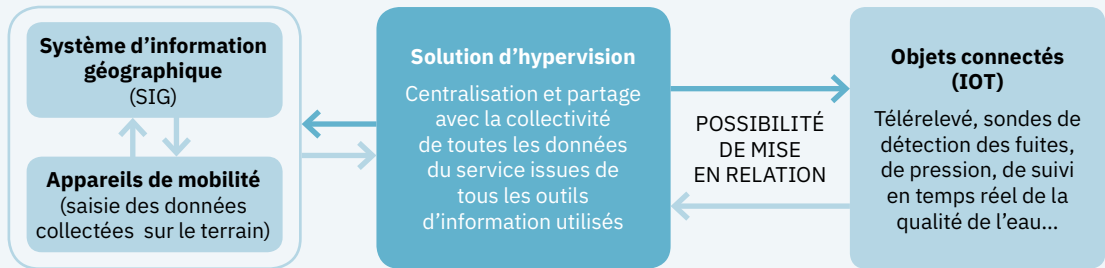 Système d’information
géographique
(SIG)
Appareils de mobilité
(saisie des données
collectées sur le terrain)
Solution d’hypervision
Centralisation et partage
avec la collectivité
de toutes les données
du service issues de
tous les outils
d’information utilisés
POSSIBILITÉ
DE MISE
EN RELATION
Objets connectés
(IOT)
Télérelevé, sondes de
détection des fuites,
de pression, de suivi
en temps réel de la
qualité de l’eau...